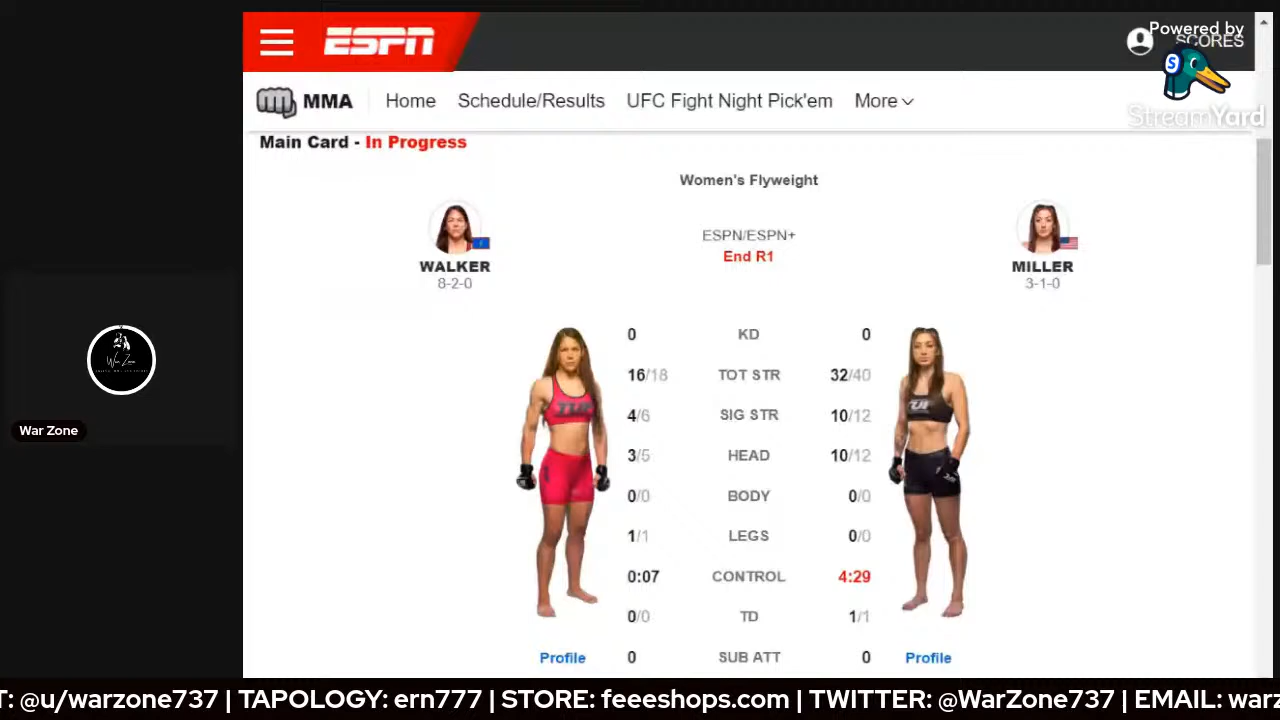 ESPN
SCORES
Powered by
StreamYard
MMA
Home
Schedule/Results
UFC Fight Night Pick'em
More
Main Card - In Progress
Women's Flyweight
ESPN/ESPN+
End R1
WALKER
8-2-0
MILLER
3-1-0
0 KD 0
16/18 TOT STR 32/40
4/6 SIG STR 10/12
3/5 HEAD 10/12
0/0 BODY 0/0
1/1 LEGS 0/0
0:07 CONTROL 4:29
0/0 TD 1/1
Profile 0 SUB ATT 0 Profile
War Zone
War Zone
T: @u/warzone737 | TAPOLOGY: ern777 | STORE: feeeshops.com | TWITTER: @WarZone737 | EMAIL: warz